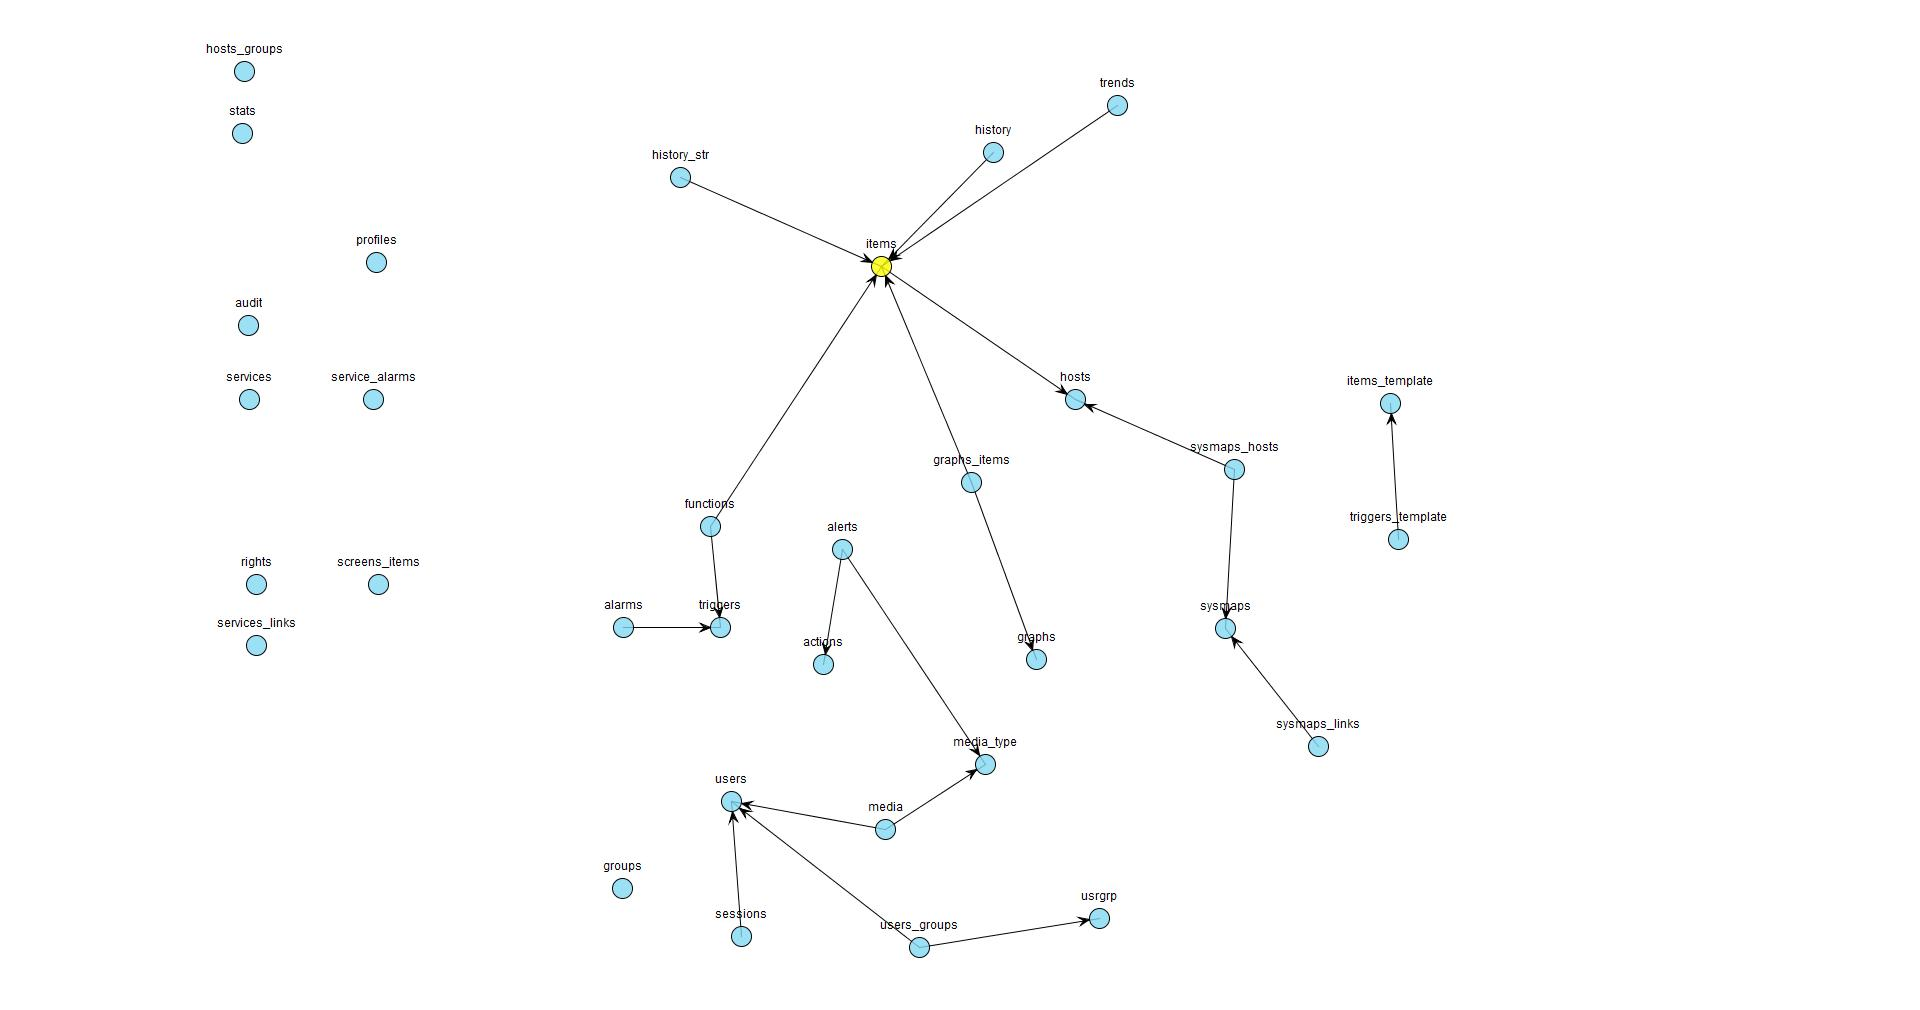 hosts_groups
stats
trends
history
history_str
profiles
items
audit
services
service_alarms
hosts
items_template
sysmaps_hosts
graphs_items
functions
triggers_template
alerts
rights
screens_items
alarms
triggers
sysmaps
services_links
actions
graphs
sysmaps_links
media_type
users
media
groups
usrgrp
sessions
users_groups